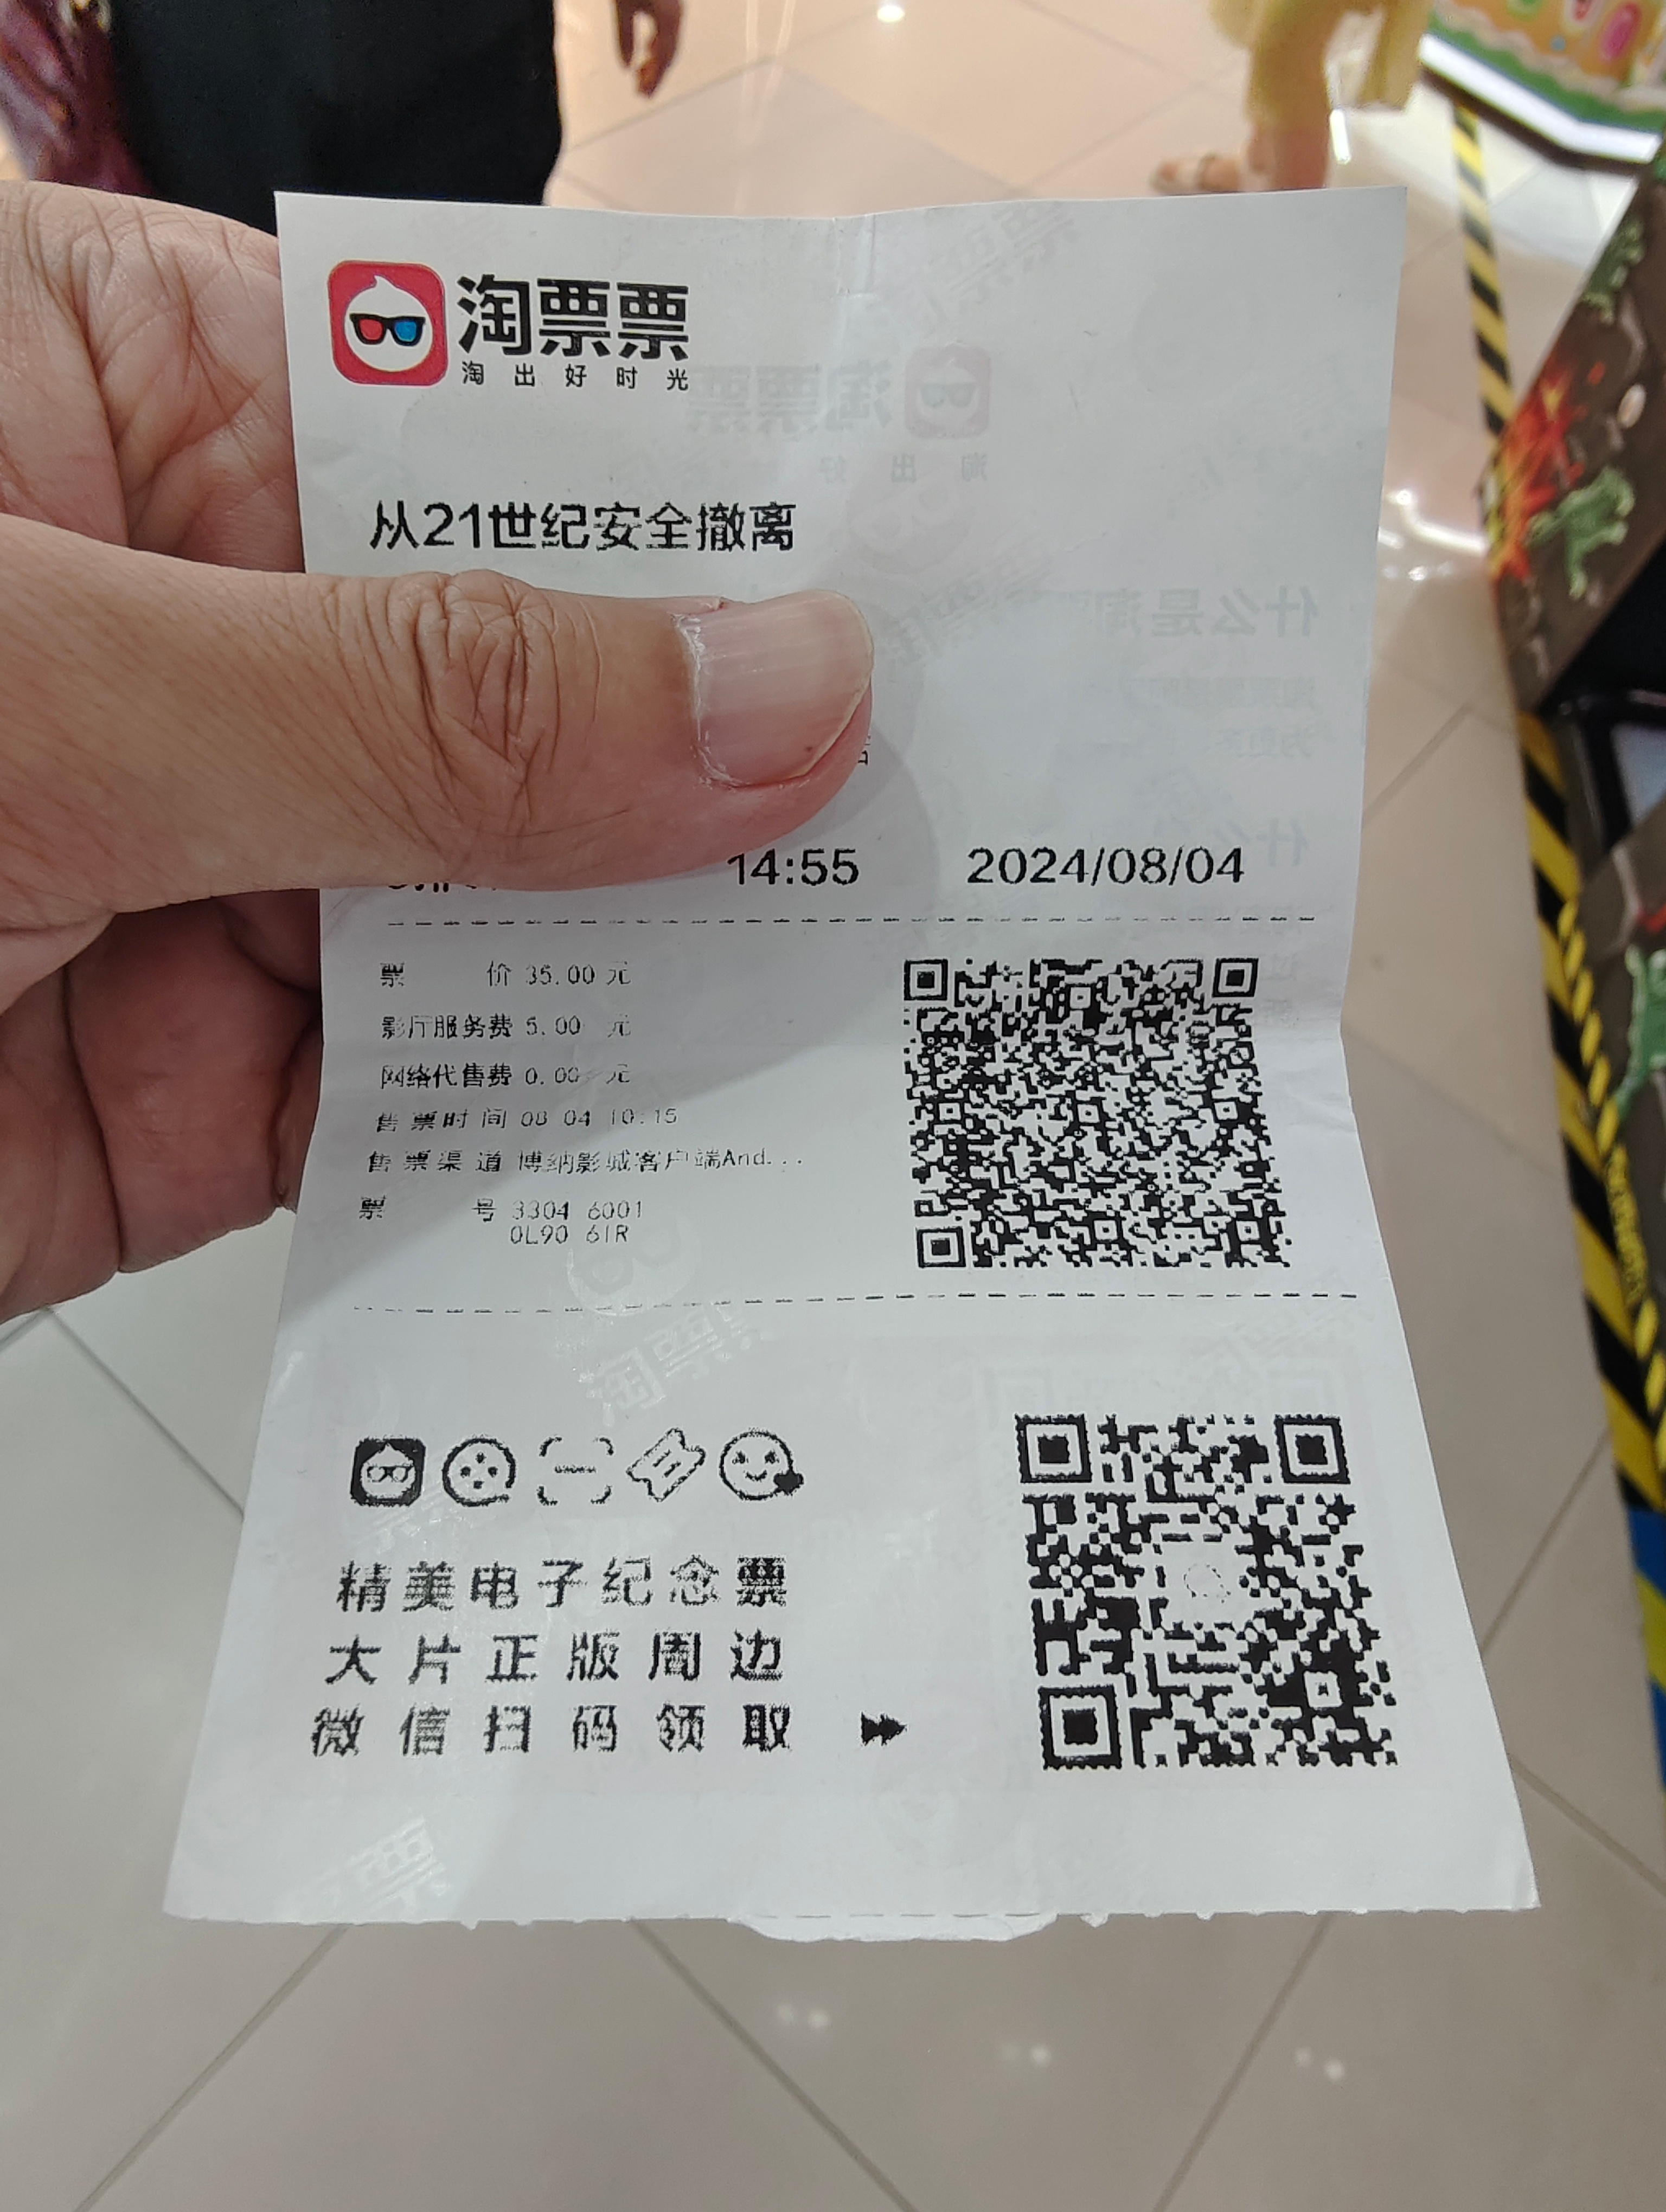 淘票票
淘出好时光
从21世纪安全撤离
14:55 2024/08/04
票 价 35.00 元
影厅服务费 5.00 元
网络代售费 0.00 元
售票时间 08 04 10:15
售票渠道 博纳影城客户端And...
票 号 3304 6001
0L90 61R
精美电子纪念票
大片正版周边
微信扫码领取